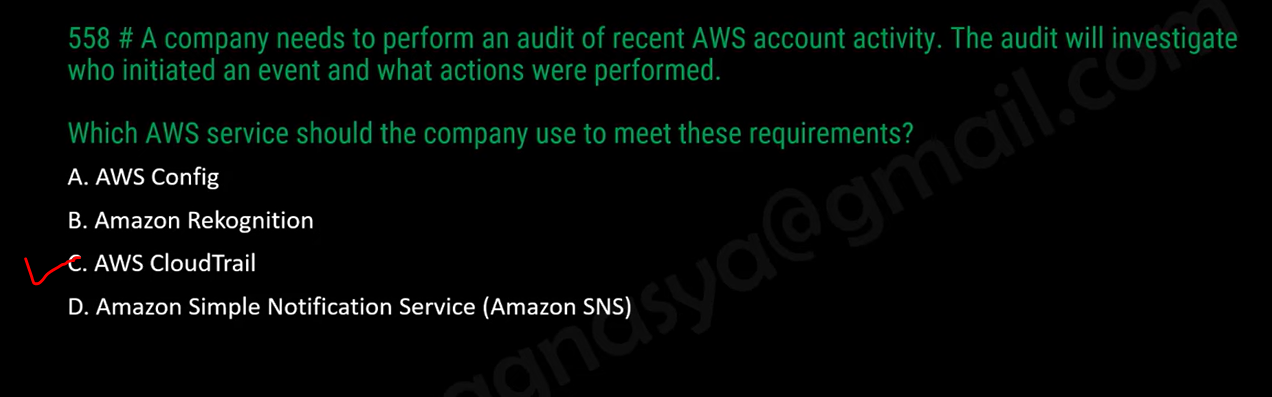 558 # A company needs to perform an audit of recent AWS account activity. The audit will investigate
who initiated an event and what actions were performed.
Which AWS service should the company use to meet these requirements?
A. AWS Config
B. Amazon Rekognition
C. AWS CloudTrail
D. Amazon Simple Notification Service (Amazon SNS)